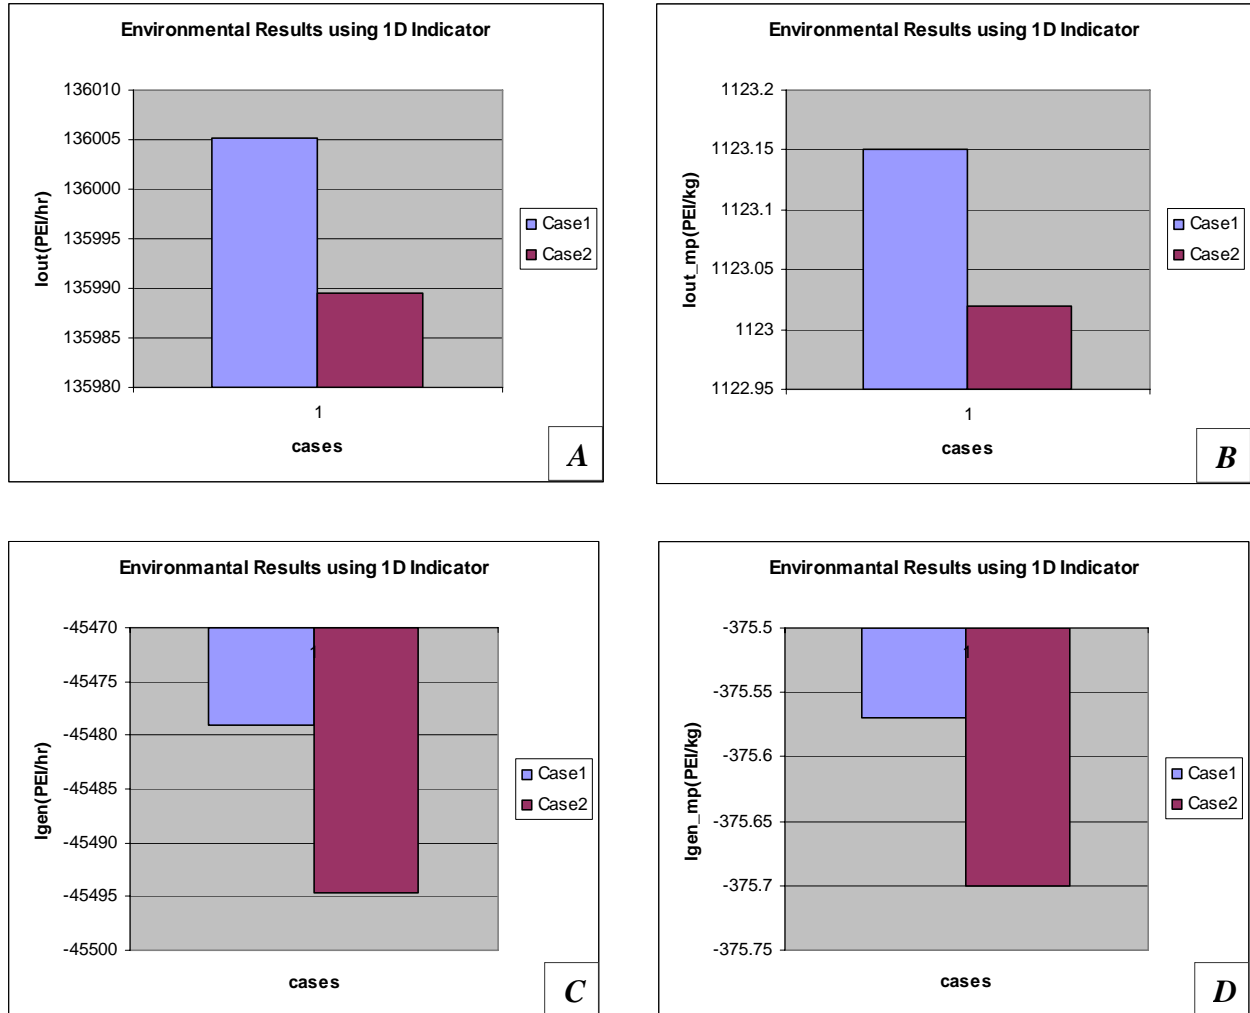 Environmental Results using 1D Indicator
136010
136005
136000
135995
135990
135985
135980
Iout(PEI/hr)
1
cases
Case1
Case2
A
Environmental Results using 1D Indicator
1123.2
1123.15
1123.1
1123.05
1123
1122.95
Iout_mp(PEI/kg)
1
cases
Case1
Case2
B
Environmantal Results using 1D Indicator
-45470
-45475
-45480
-45485
-45490
-45495
-45500
Igen(PEI/hr)
1
cases
Case1
Case2
C
Environmantal Results using 1D Indicator
-375.5
-375.55
-375.6
-375.65
-375.7
-375.75
Igen_mp(PEI/kg)
1
cases
Case1
Case2
D